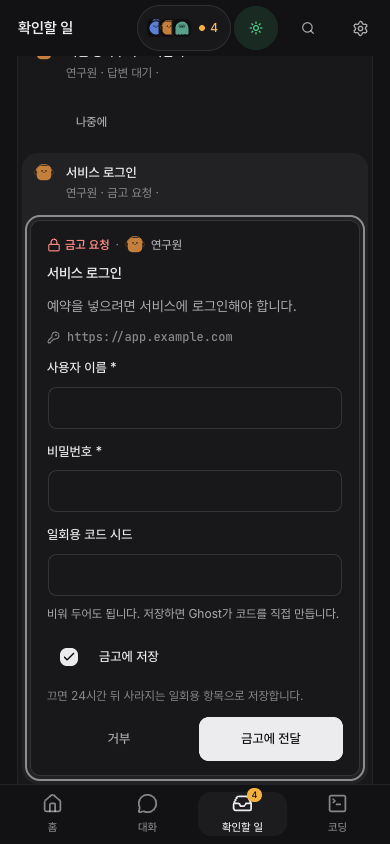 확인할 일
4
연구원 · 답변 대기 ·
나중에
서비스 로그인
연구원 · 금고 요청 ·
금고 요청 · 연구원
서비스 로그인
예약을 넣으려면 서비스에 로그인해야 합니다.
https://app.example.com
사용자 이름 *
비밀번호 *
일회용 코드 시드
비워 두어도 됩니다. 저장하면 Ghost가 코드를 직접 만듭니다.
금고에 저장
끄면 24시간 뒤 사라지는 일회용 항목으로 저장합니다.
거부
금고에 전달
4
홈
대화
확인할 일
코딩